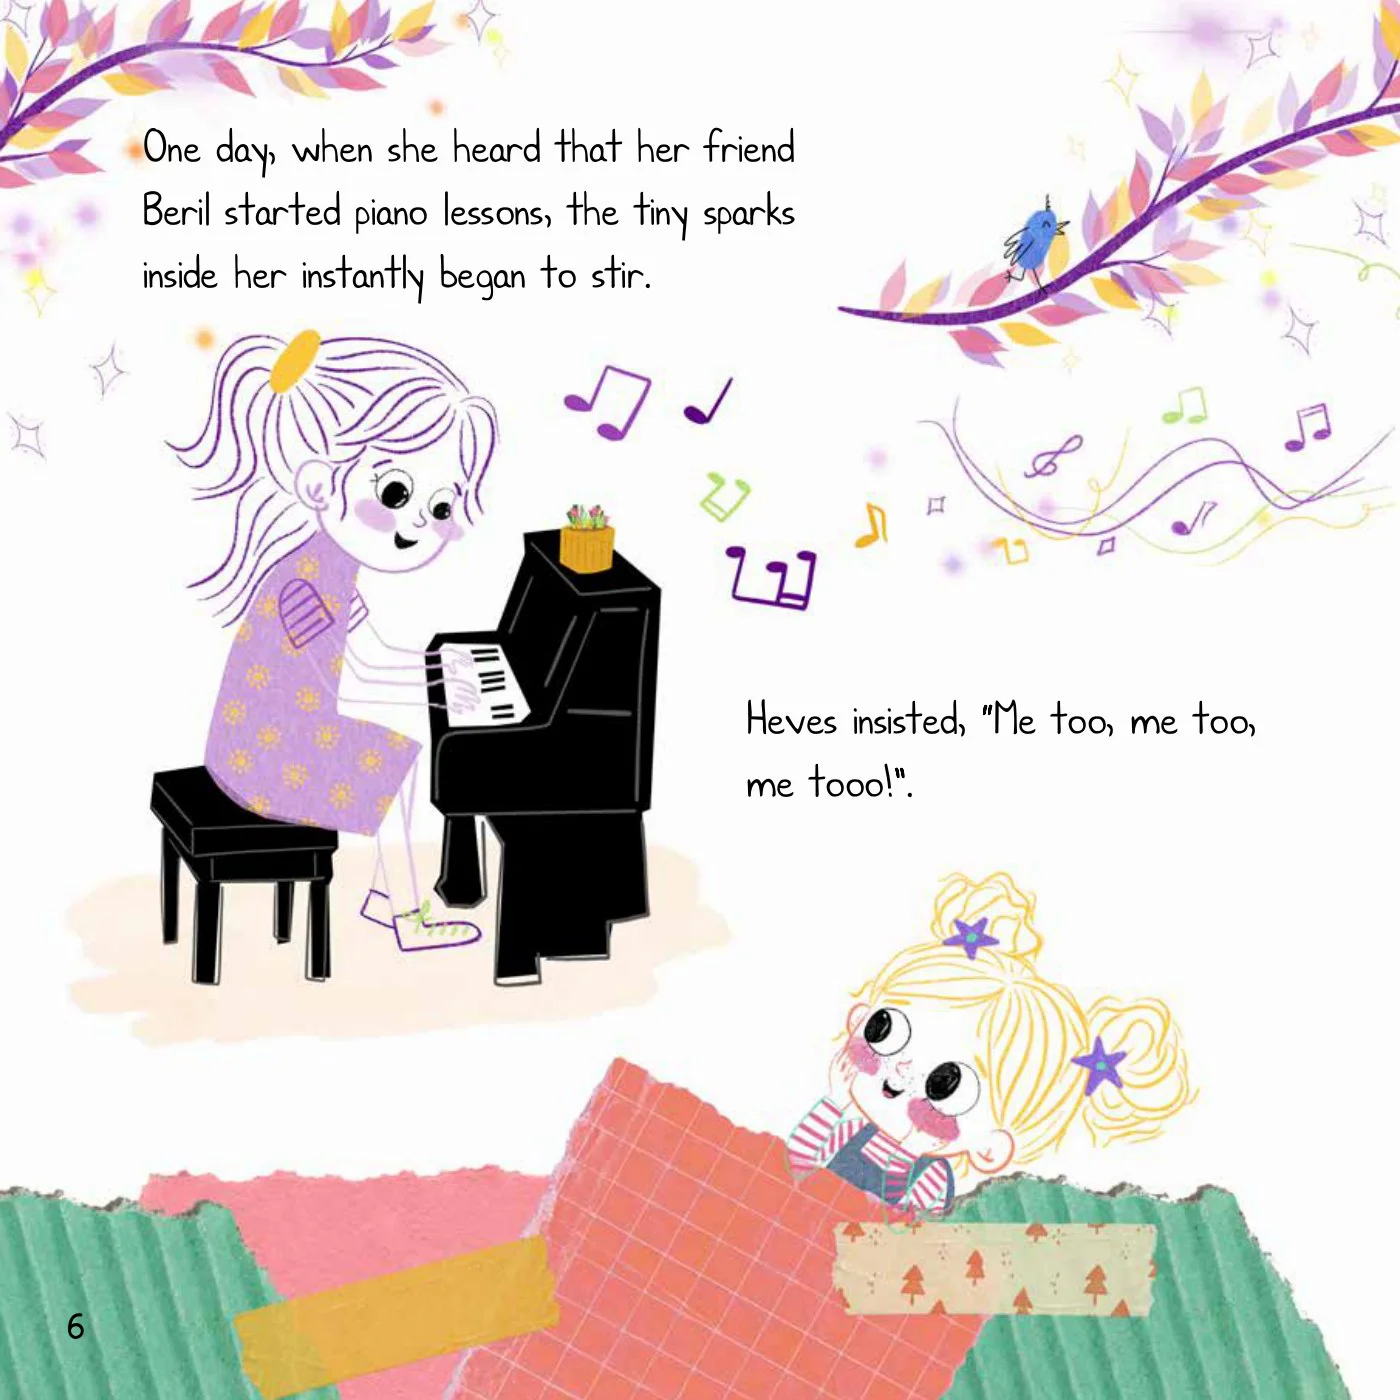 One day, when she heard that her friend
Beril started piano lessons, the tiny sparks
inside her instantly began to stir.
Heves insisted, "Me too, me too,
me tooo!".
6